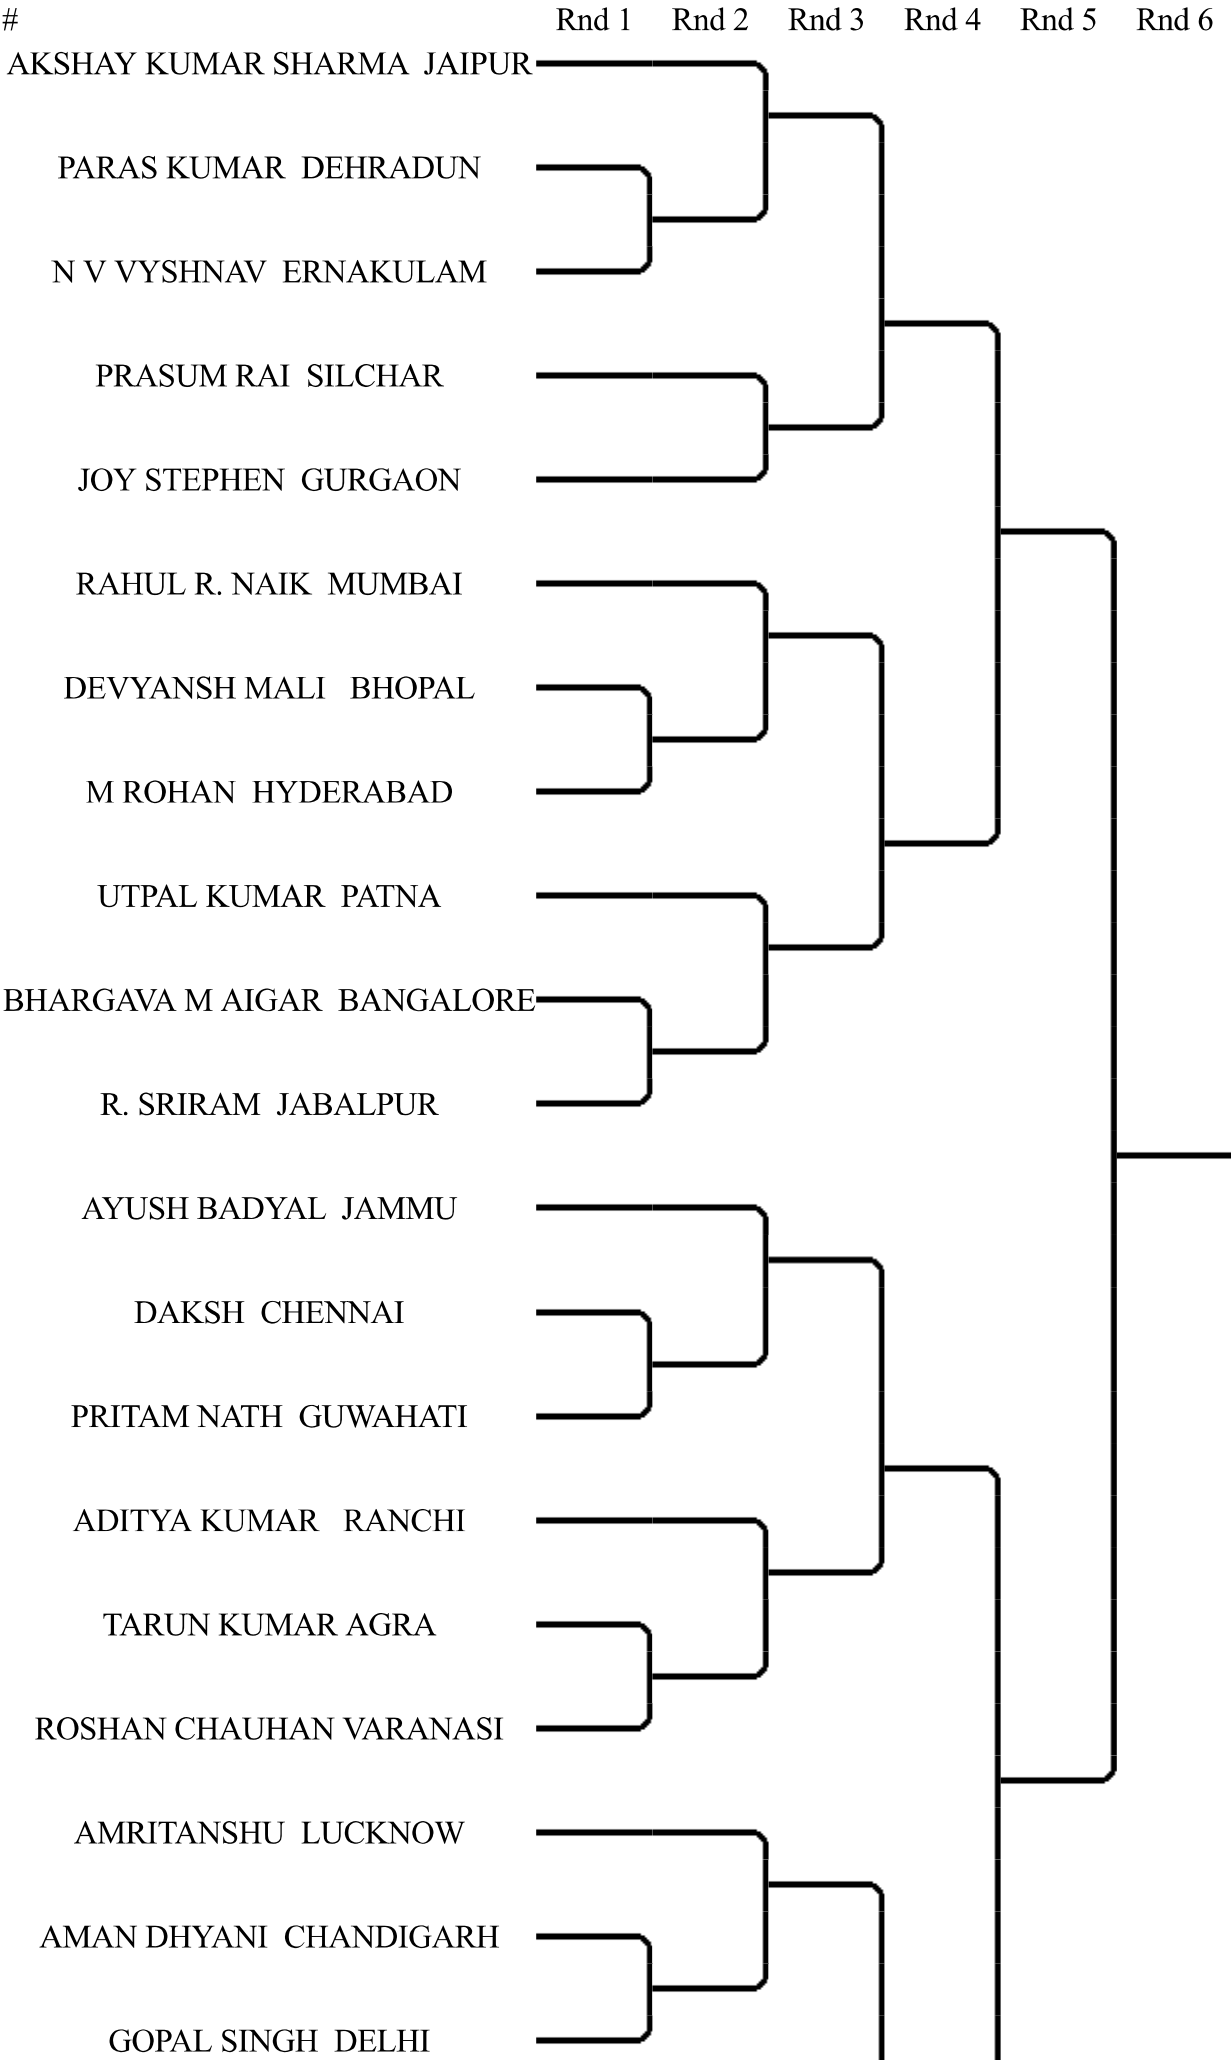 # Rnd 1 Rnd 2 Rnd 3 Rnd 4 Rnd 5 Rnd 6
AKSHAY KUMAR SHARMA JAIPUR
PARAS KUMAR DEHRADUN
N V VYSHNAV ERNAKULAM
PRASUM RAI SILCHAR
JOY STEPHEN GURGAON
RAHUL R. NAIK MUMBAI
DEVYANSH MALI BHOPAL
M ROHAN HYDERABAD
UTPAL KUMAR PATNA
BHARGAVA M AIGAR BANGALORE
R. SRIRAM JABALPUR
AYUSH BADYAL JAMMU
DAKSH CHENNAI
PRITAM NATH GUWAHATI
ADITYA KUMAR RANCHI
TARUN KUMAR AGRA
ROSHAN CHAUHAN VARANASI
AMRITANSHU LUCKNOW
AMAN DHYANI CHANDIGARH
GOPAL SINGH DELHI